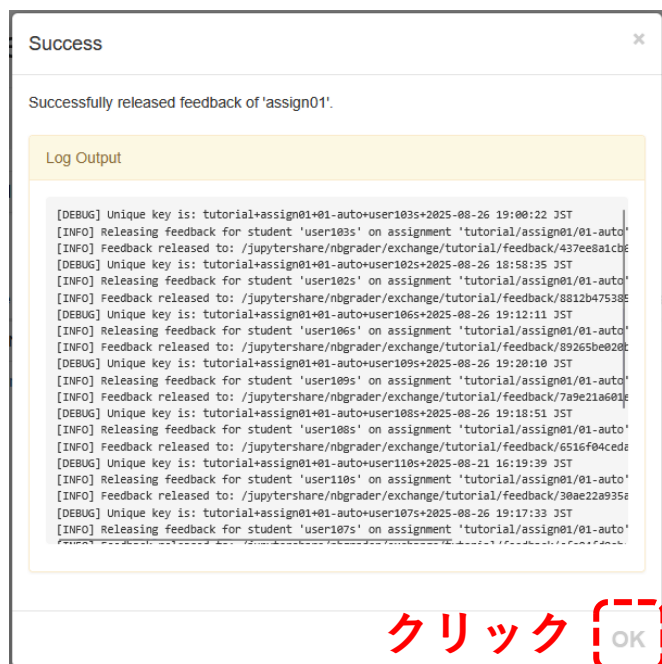 Success ×
Successfully released feedback of 'assign01'.
Log Output
[DEBUG] Unique key is: tutorial+assign01+01-auto+user103s+2025-08-26 19:00:22 JST
[INFO] Releasing feedback for student 'user103s' on assignment 'tutorial/assign01/01-auto'
[INFO] Feedback released to: /jupytershare/nbgrader/exchange/tutorial/feedback/437ee8a1cb6
[DEBUG] Unique key is: tutorial+assign01+01-auto+user102s+2025-08-26 18:58:35 JST
[INFO] Releasing feedback for student 'user102s' on assignment 'tutorial/assign01/01-auto'
[INFO] Feedback released to: /jupytershare/nbgrader/exchange/tutorial/feedback/8812b475385
[DEBUG] Unique key is: tutorial+assign01+01-auto+user106s+2025-08-26 19:12:11 JST
[INFO] Releasing feedback for student 'user106s' on assignment 'tutorial/assign01/01-auto'
[INFO] Feedback released to: /jupytershare/nbgrader/exchange/tutorial/feedback/89265be020b
[DEBUG] Unique key is: tutorial+assign01+01-auto+user109s+2025-08-26 19:20:10 JST
[INFO] Releasing feedback for student 'user109s' on assignment 'tutorial/assign01/01-auto'
[INFO] Feedback released to: /jupytershare/nbgrader/exchange/tutorial/feedback/7a9e21a601e
[DEBUG] Unique key is: tutorial+assign01+01-auto+user108s+2025-08-26 19:18:51 JST
[INFO] Releasing feedback for student 'user108s' on assignment 'tutorial/assign01/01-auto'
[INFO] Feedback released to: /jupytershare/nbgrader/exchange/tutorial/feedback/6516f04ceda
[DEBUG] Unique key is: tutorial+assign01+01-auto+user110s+2025-08-21 16:19:39 JST
[INFO] Releasing feedback for student 'user110s' on assignment 'tutorial/assign01/01-auto'
[INFO] Feedback released to: /jupytershare/nbgrader/exchange/tutorial/feedback/30ae22a935a
[DEBUG] Unique key is: tutorial+assign01+01-auto+user107s+2025-08-26 19:17:33 JST
[INFO] Releasing feedback for student 'user107s' on assignment 'tutorial/assign01/01-auto'
クリック OK